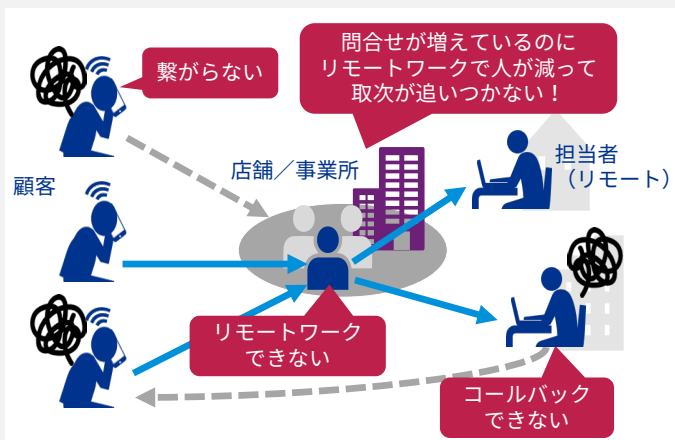 繋がらない
問合せが増えているのに
リモートワークで人が減って
取次が追いつかない！
店舗／事業所
担当者
（リモート）
顧客
リモートワーク
できない
コールバック
できない